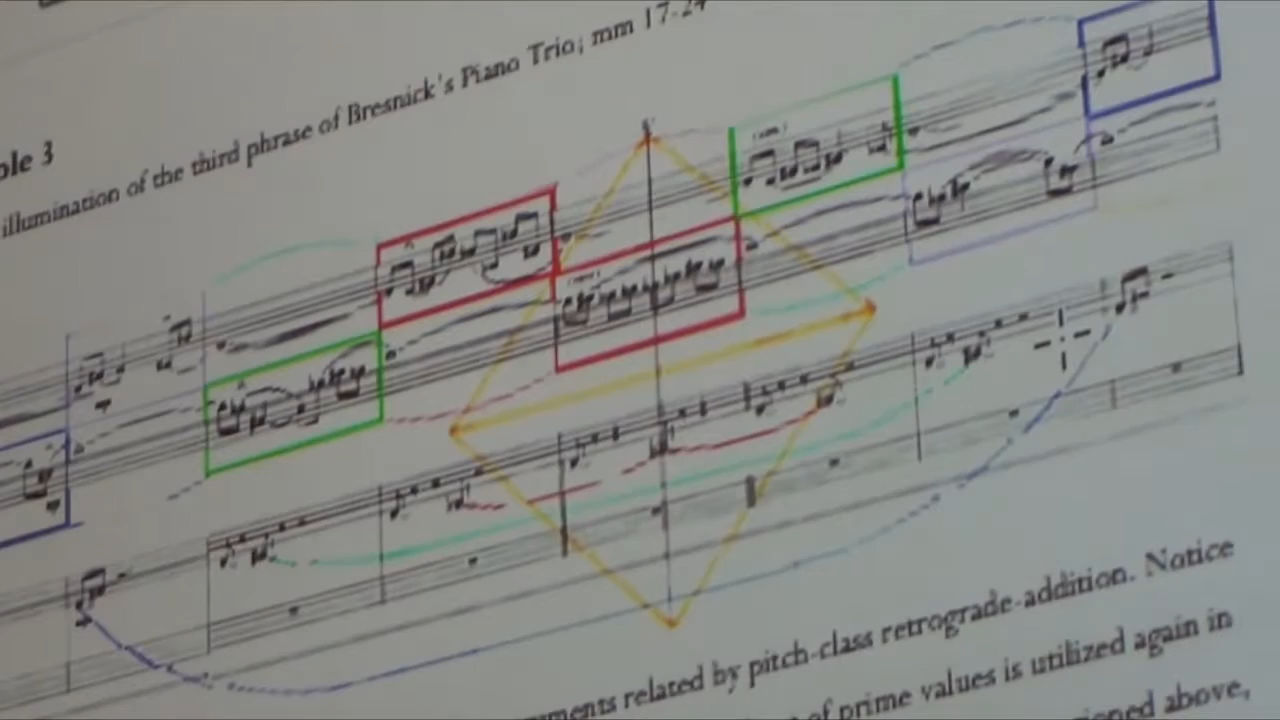 ple 3
illumination of the third phrase of Bresnick's Piano Trio; mm 17-24
ments related by pitch-class retrograde-addition. Notice
of prime values is utilized again in
ioned above,